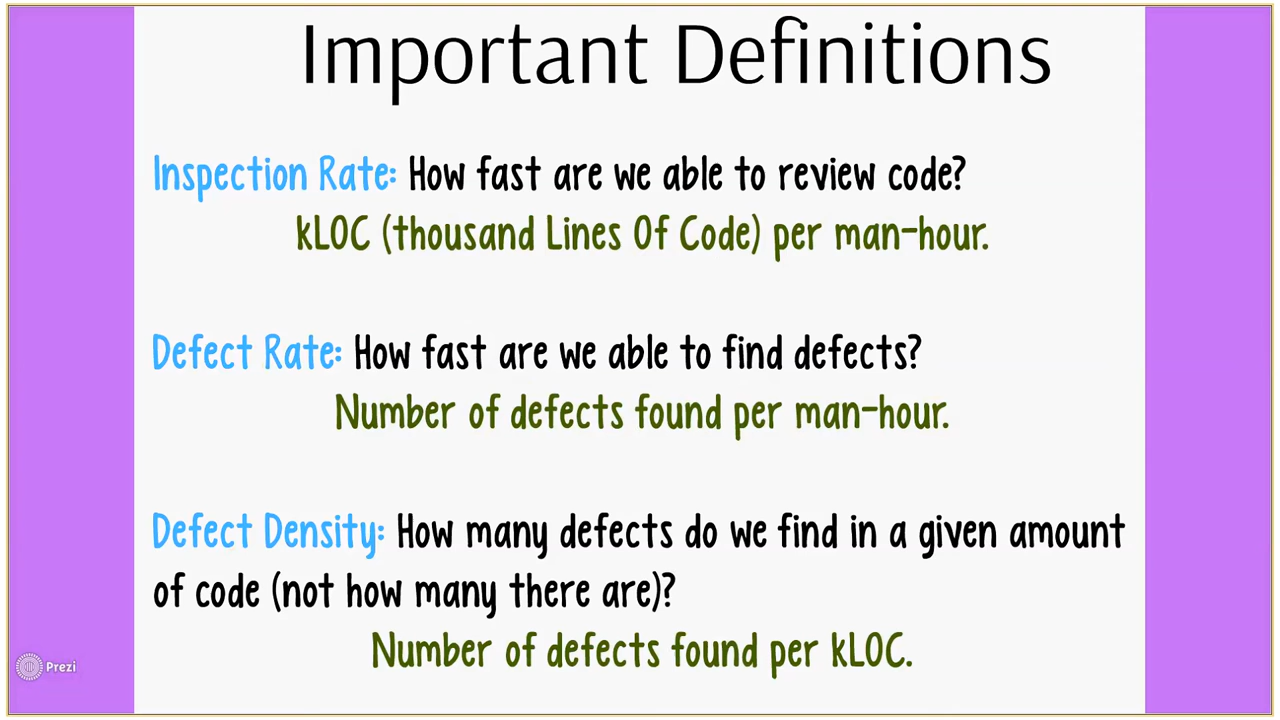 Important Definitions
Inspection Rate: How fast are we able to review code?
kLOC (thousand Lines Of Code) per man-hour.
Defect Rate: How fast are we able to find defects?
Number of defects found per man-hour.
Defect Density: How many defects do we find in a given amount
of code (not how many there are)?
Number of defects found per kLOC.
Prezi